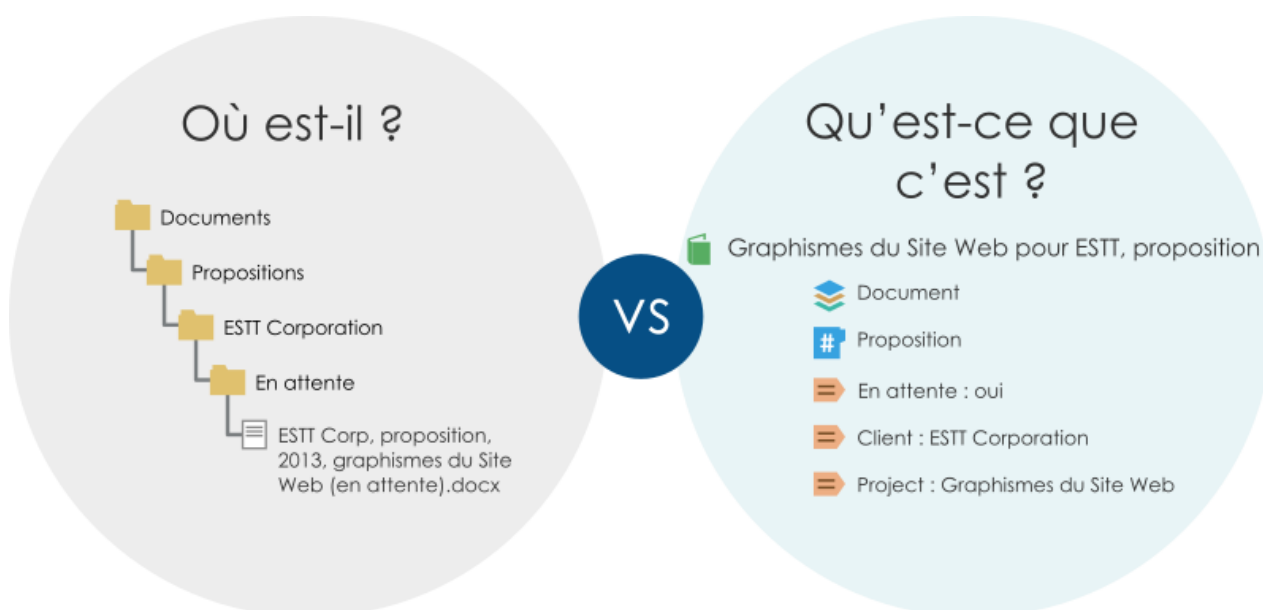 Où est-il ?
Documents
Propositions
ESTT Corporation
En attente
ESTT Corp, proposition,
2013, graphismes du Site
Web (en attente).docx
VS
Qu’est-ce que
c’est ?
Graphismes du Site Web pour ESTT, proposition
Document
#
Proposition
En attente : oui
Client : ESTT Corporation
Project : Graphismes du Site Web